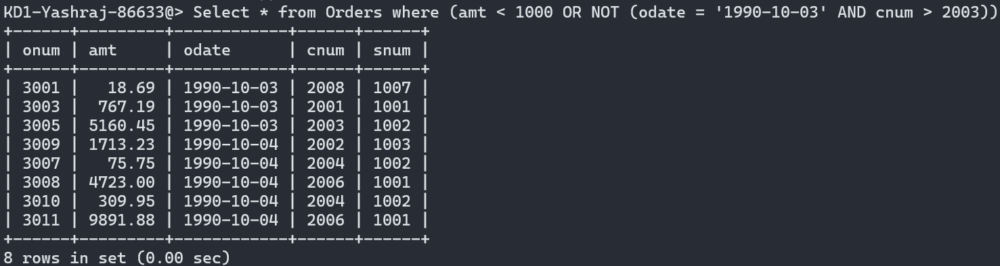 KD1-Yashraj-86633@> Select * from Orders where (amt < 1000 OR NOT (odate = '1990-10-03' AND cnum > 2003))
+------+---------+------------+------+------+
| onum | amt     | odate      | cnum | snum |
+------+---------+------------+------+------+
| 3001 |   18.69 | 1990-10-03 | 2008 | 1007 |
| 3003 |  767.19 | 1990-10-03 | 2001 | 1001 |
| 3005 | 5160.45 | 1990-10-03 | 2003 | 1002 |
| 3009 | 1713.23 | 1990-10-04 | 2002 | 1003 |
| 3007 |   75.75 | 1990-10-04 | 2004 | 1002 |
| 3008 | 4723.00 | 1990-10-04 | 2006 | 1001 |
| 3010 |  309.95 | 1990-10-04 | 2004 | 1002 |
| 3011 | 9891.88 | 1990-10-04 | 2006 | 1001 |
+------+---------+------------+------+------+
8 rows in set (0.00 sec)